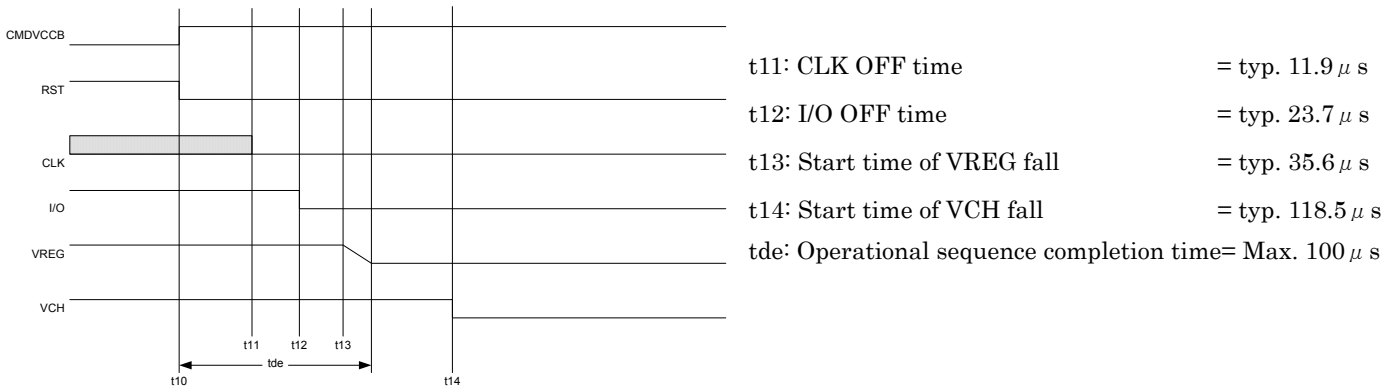 CMDVCCB
RST
CLK
I/O
VREG
VCH
t11 t12 t13
tde
t10 t14
t11: CLK OFF time = typ. 11.9 μ s
t12: I/O OFF time = typ. 23.7 μ s
t13: Start time of VREG fall = typ. 35.6 μ s
t14: Start time of VCH fall = typ. 118.5 μ s
tde: Operational sequence completion time= Max. 100 μ s